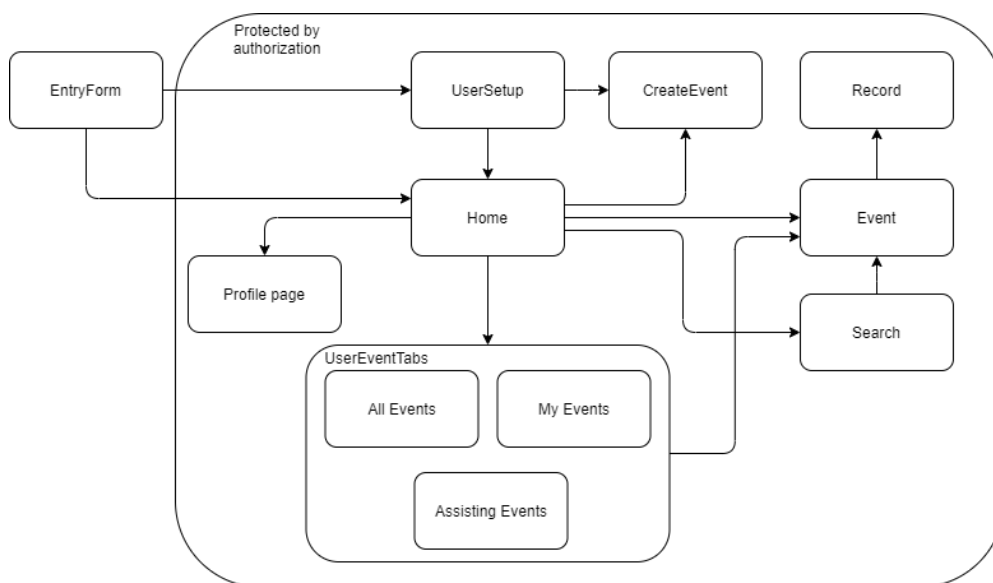 Protected by
authorization
EntryForm
UserSetup
CreateEvent
Record
Home
Event
Profile page
Search
UserEventTabs
All Events
My Events
Assisting Events